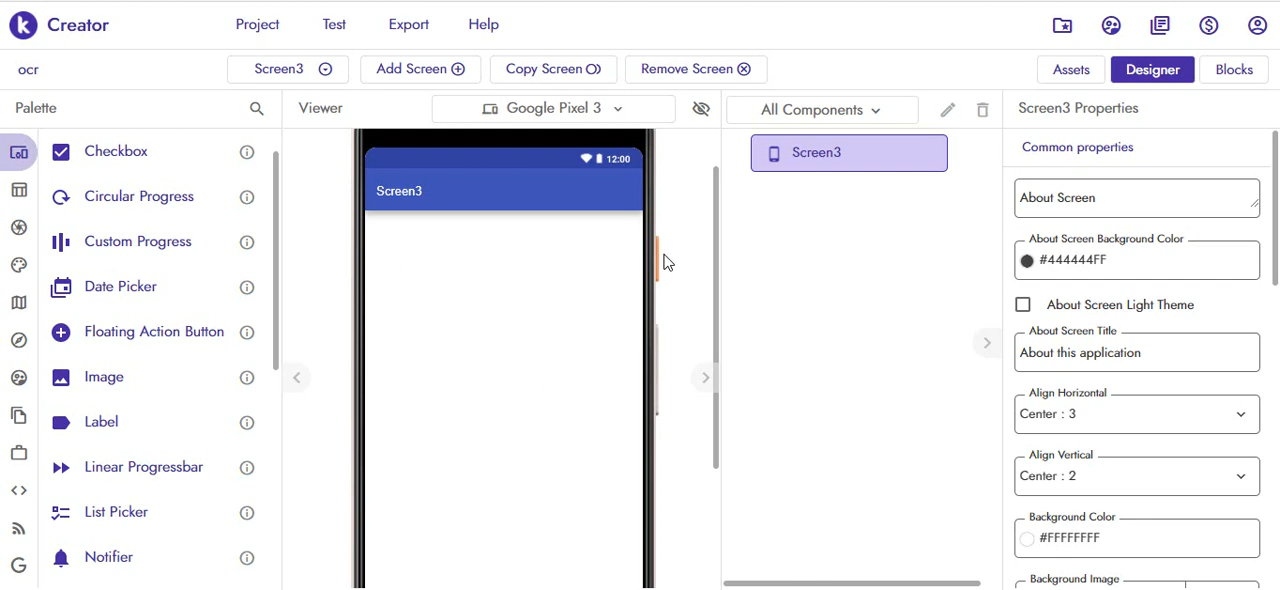 Creator
Project
Test
Export
Help
ocr
Screen3
Add Screen
Copy Screen
Remove Screen
Assets
Designer
Blocks
Palette
Viewer
Google Pixel 3
All Components
Screen3 Properties
Checkbox
Circular Progress
Custom Progress
Date Picker
Floating Action Button
Image
Label
Linear Progressbar
List Picker
Notifier
12:00
Screen3
Screen3
Common properties
About Screen
About Screen Background Color
#444444FF
About Screen Light Theme
About Screen Title
About this application
Align Horizontal
Center : 3
Align Vertical
Center : 2
Background Color
#FFFFFFFF
Background Image